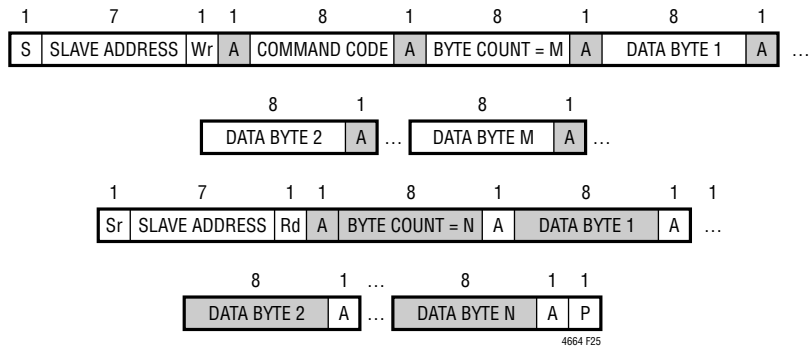 1 7 1 1 8 1 8 1 8 1
S SLAVE ADDRESS Wr A COMMAND CODE A BYTE COUNT = M A DATA BYTE 1 A …
8 1 8 1
DATA BYTE 2 A … DATA BYTE M A …
1 7 1 1 8 1 8 1 1
Sr SLAVE ADDRESS Rd A BYTE COUNT = N A DATA BYTE 1 A …
8 1 … 8 1 1
DATA BYTE 2 A … DATA BYTE N A P
4664 F25